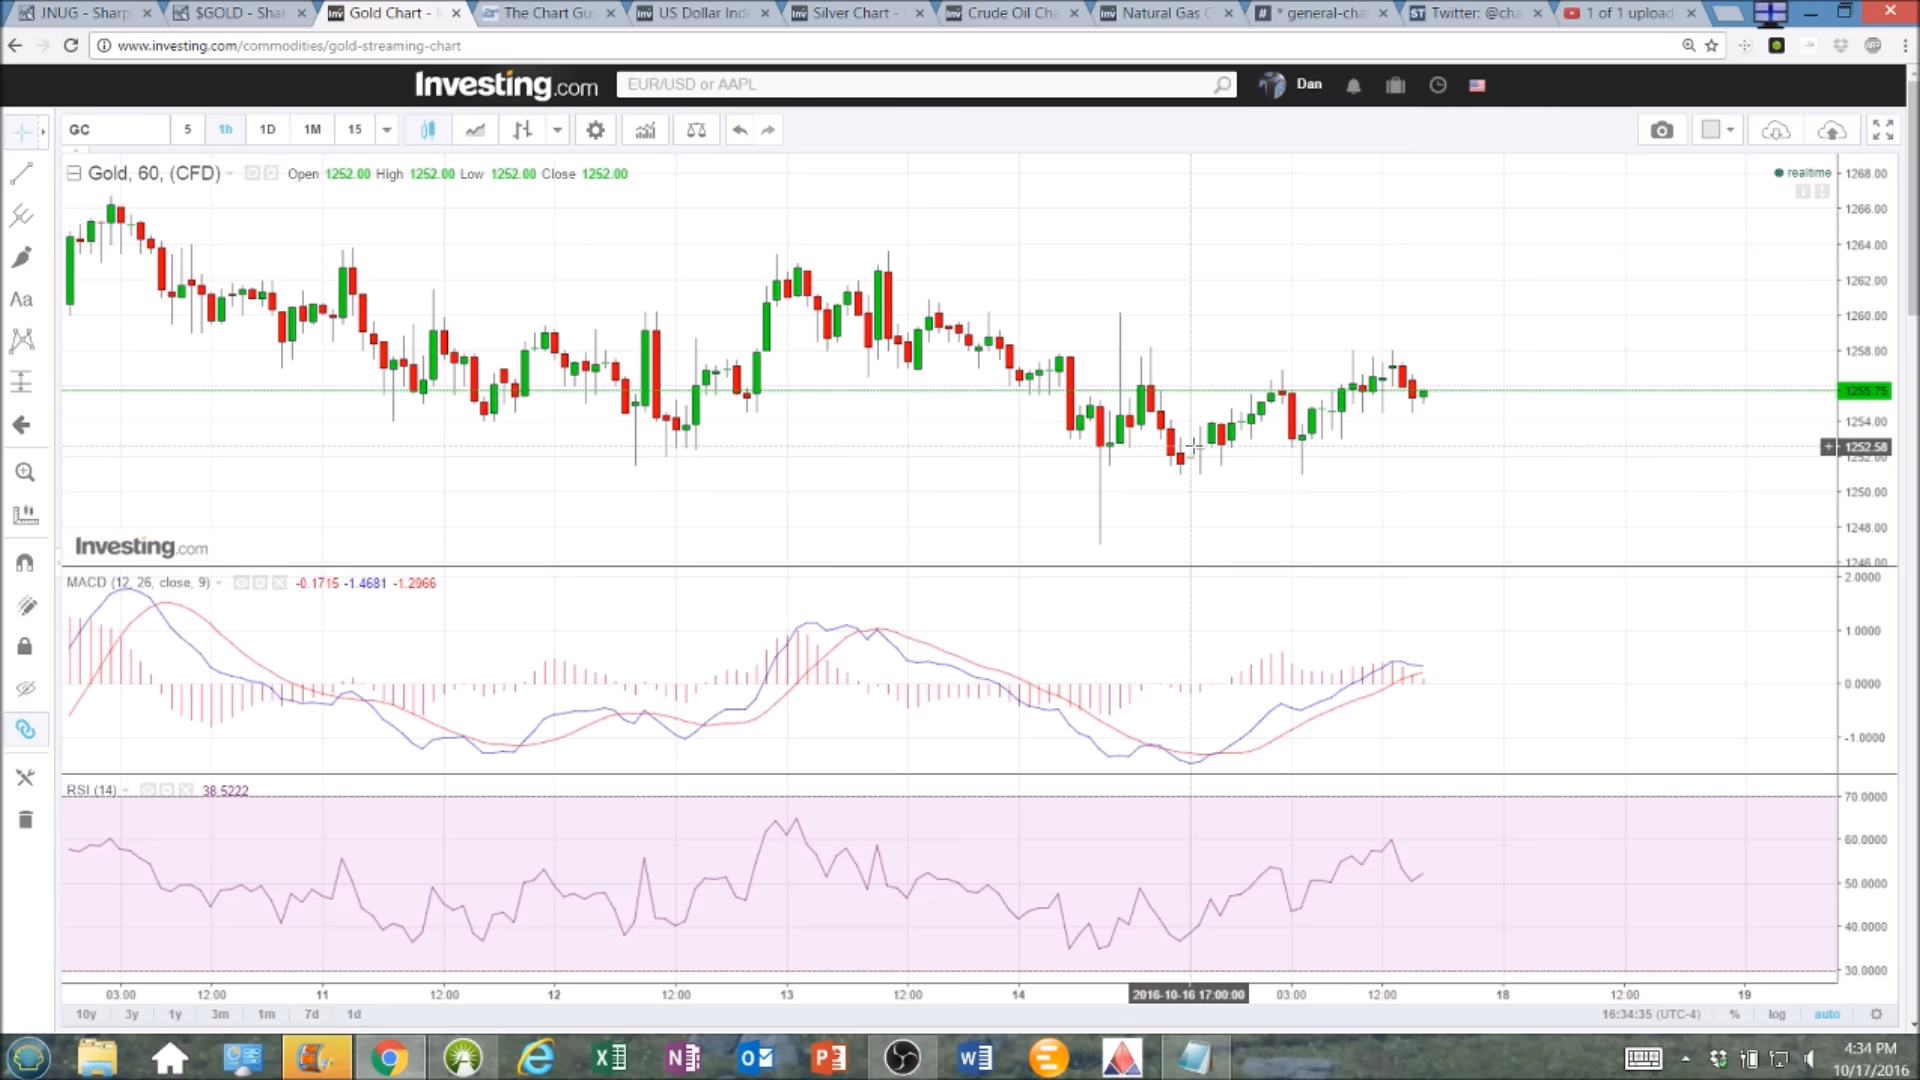 JNUG - Sharp
$GOLD - Shar
Gold Chart - I
The Chart Guy
US Dollar Ind
Silver Chart -
Crude Oil Cha
Natural Gas C
* general-cha
Twitter: @cha
1 of 1 upload
www.investing.com/commodities/gold-streaming-chart
Investing.com
EUR/USD or AAPL
Dan
GC 5 1h 1D 1M 15
Gold, 60, (CFD) Open 1252.00 High 1252.00 Low 1252.00 Close 1252.00
realtime
1268.00
1266.00
1264.00
1262.00
1260.00
1258.00
1255.75
1254.00
1252.58
1252.00
1250.00
1248.00
1246.00
Investing.com
MACD (12, 26, close, 9) -0.1715 -1.4681 -1.2966
2.0000
1.0000
0.0000
-1.0000
RSI (14) 38.5222
70.0000
60.0000
50.0000
40.0000
30.0000
03:00 12:00 11 12:00 12 12:00 13 12:00 14 2016-10-16 17:00:00 03:00 12:00 18 12:00 19
10y 3y 1y 3m 1m 7d 1d 16:34:35 (UTC-4) % log auto
4:34 PM
10/17/2016